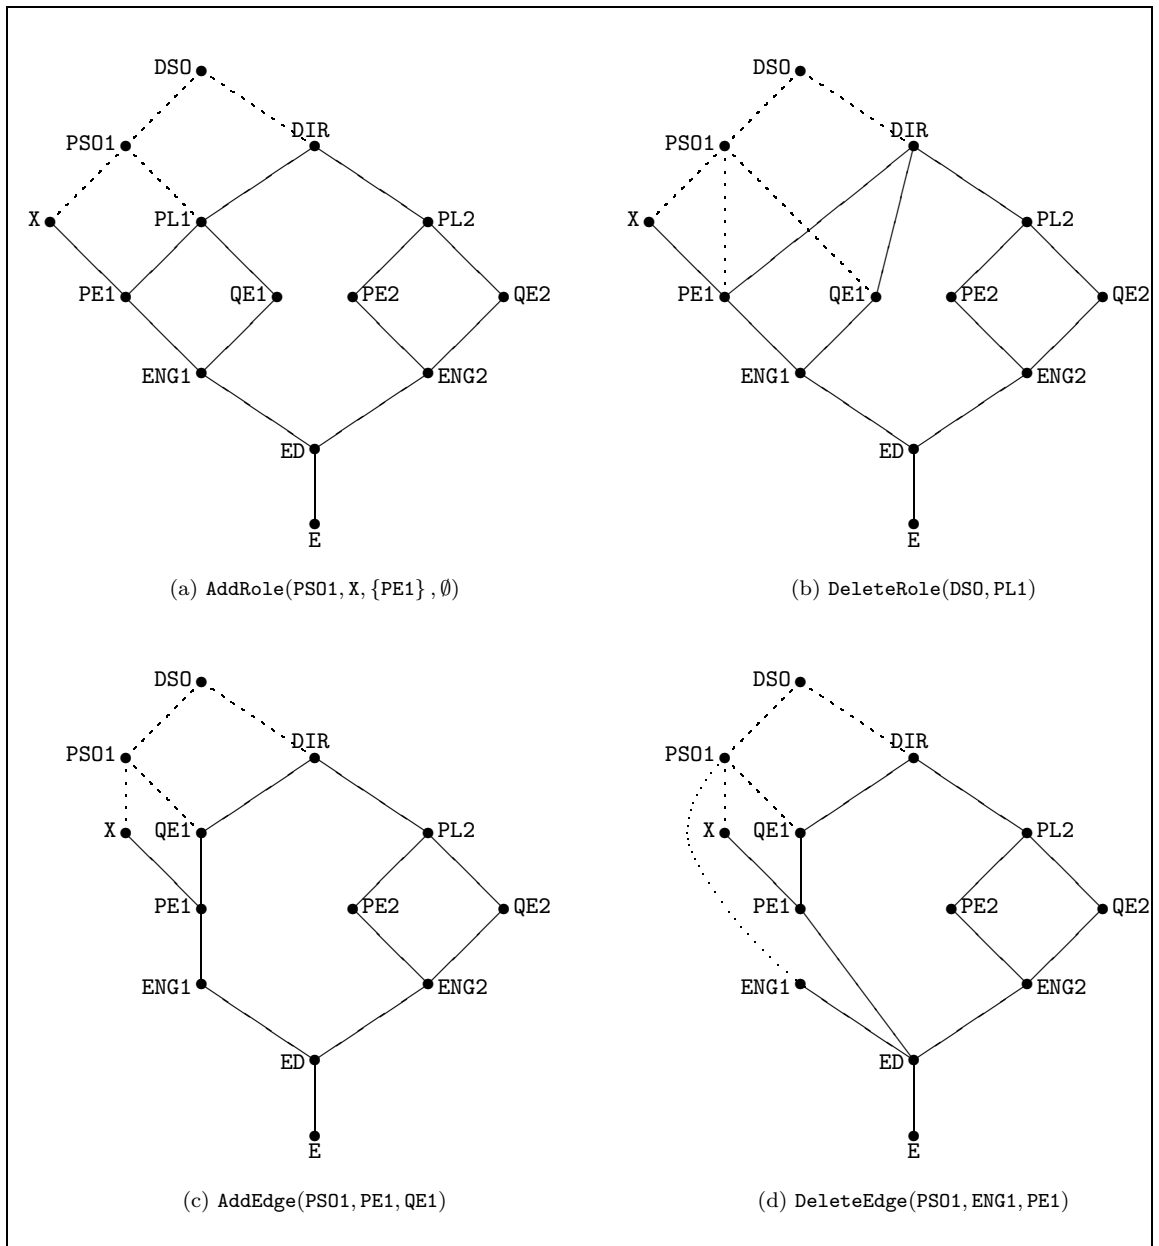 DSO
PSO1
DIR
X
PL1
PL2
PE1
QE1
PE2
QE2
ENG1
ENG2
ED
E
(a) AddRole(PSO1, X, {PE1}, ∅)
DSO
PSO1
DIR
X
PL2
PE1
QE1
PE2
QE2
ENG1
ENG2
ED
E
(b) DeleteRole(DSO, PL1)
DSO
PSO1
DIR
X
QE1
PL2
PE1
PE2
QE2
ENG1
ENG2
ED
E
(c) AddEdge(PSO1, PE1, QE1)
DSO
PSO1
DIR
X
QE1
PL2
PE1
PE2
QE2
ENG1
ENG2
ED
E
(d) DeleteEdge(PSO1, ENG1, PE1)